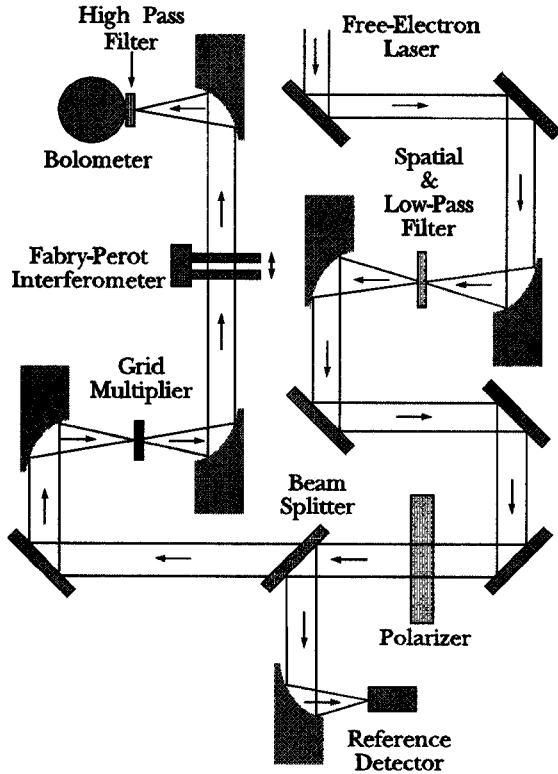 High Pass
Filter
Free-Electron
Laser
Bolometer
Spatial
&
Low-Pass
Filter
Fabry-Perot
Interferometer
Grid
Multiplier
Beam
Splitter
Polarizer
Reference
Detector